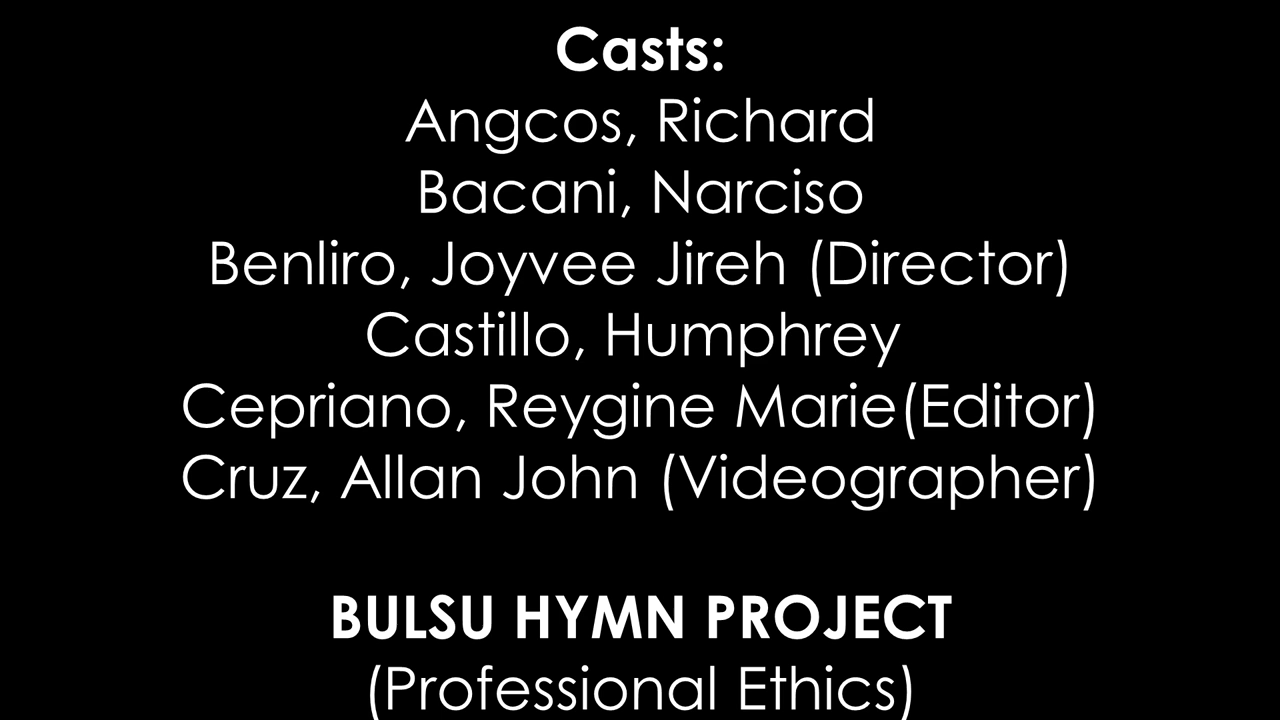 Casts:
Angcos, Richard
Bacani, Narciso
Benliro, Joyvee Jireh (Director)
Castillo, Humphrey
Cepriano, Reygine Marie(Editor)
Cruz, Allan John (Videographer)
BULSU HYMN PROJECT
(Professional Ethics)